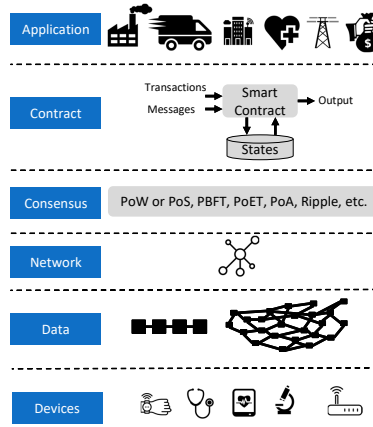 Application
Contract
Transactions
Messages
Smart
Contract
Output
States
Consensus
PoW or PoS, PBFT, PoET, PoA, Ripple, etc.
Network
Data
Devices
$